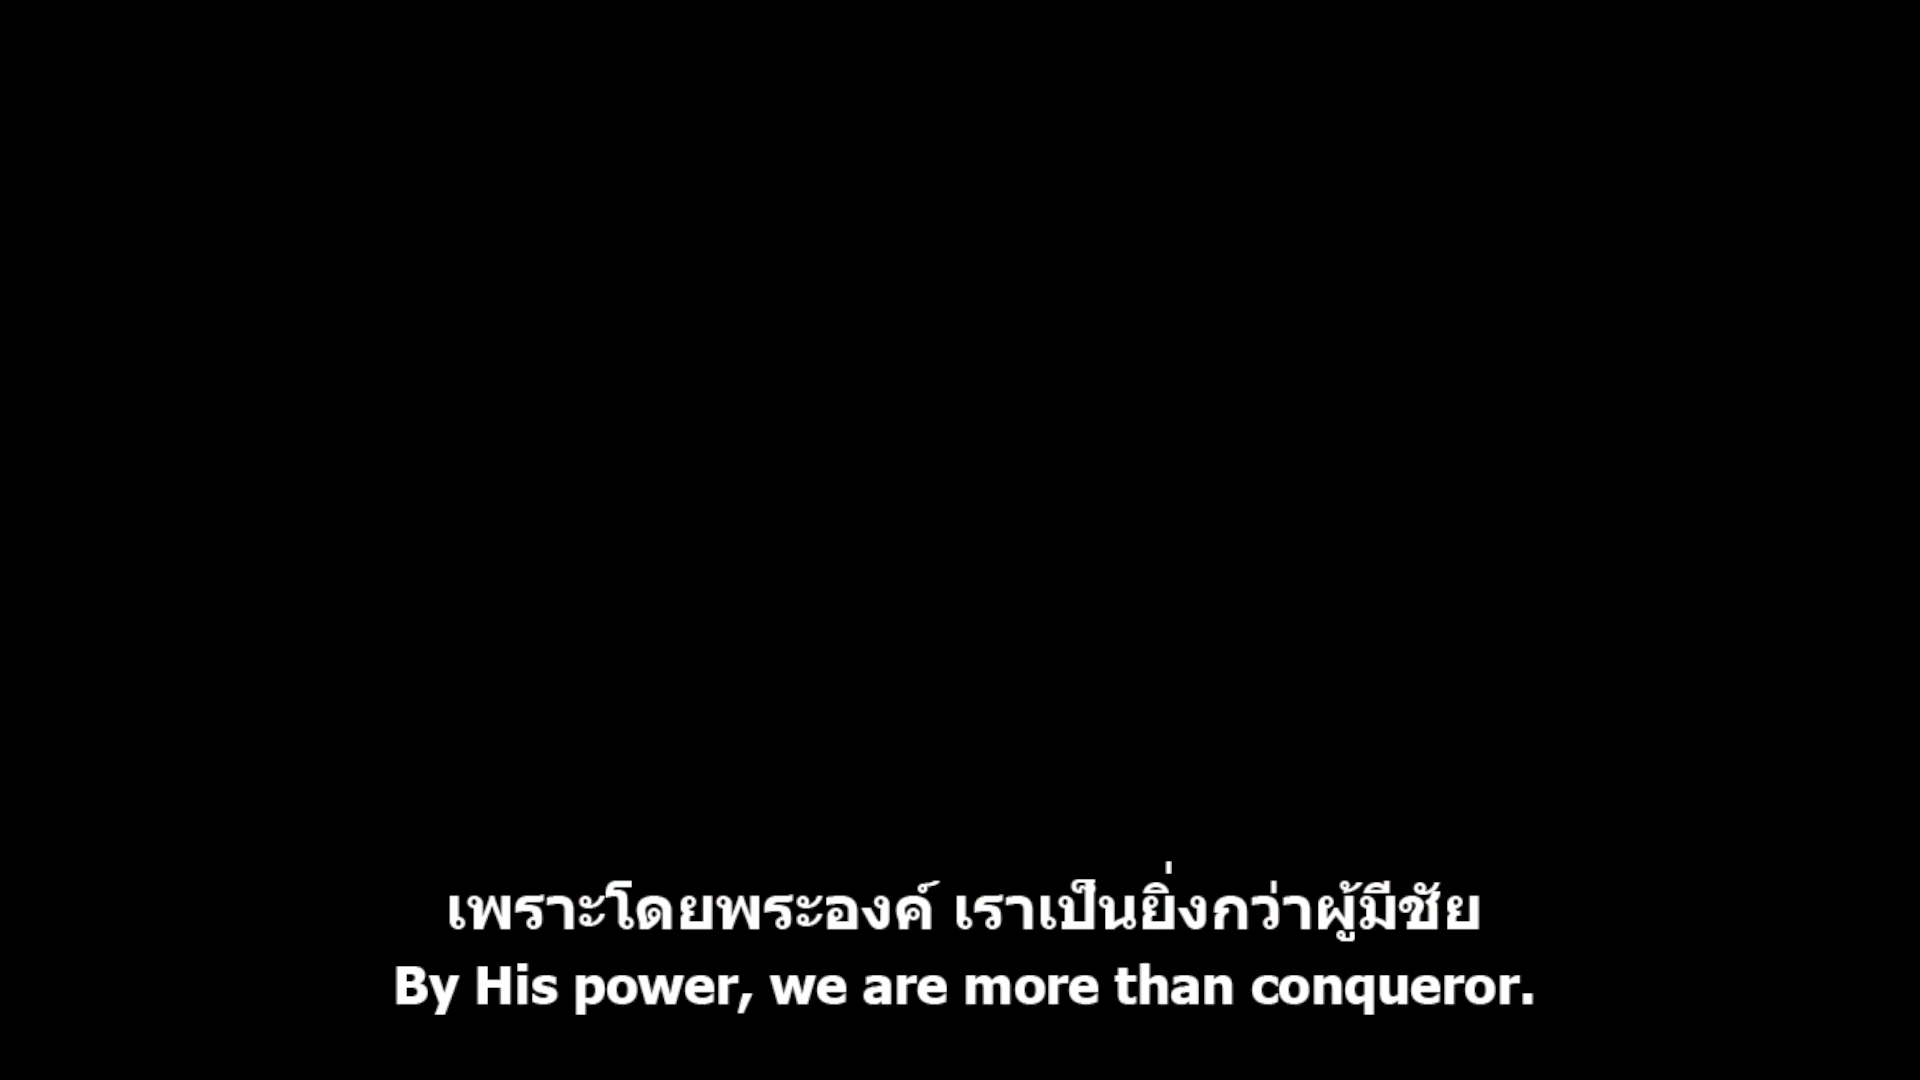 เพราะโดยพระองค์ เราเป็นยิ่งกว่าผู้มีชัย
By His power, we are more than conqueror.